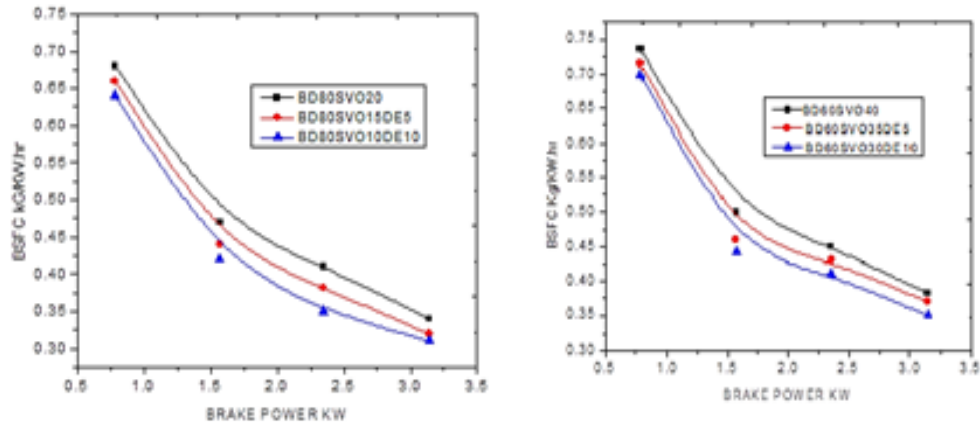 0.75
0.70
0.65
0.60
0.55
0.50
0.45
0.40
0.35
0.30
BSFC kG/KW.hr
BD80SVO20
BD80SVO15DE5
BD80SVO10DE10
0.5 1.0 1.5 2.0 2.5 3.0 3.5
BRAKE POWER KW
0.75
0.70
0.65
0.60
0.55
0.50
0.45
0.40
0.35
0.30
BSFC Kg/KW.hr
BD60SVO40
BD60SVO35DE5
BD60SVO30DE10
0.5 1.0 1.5 2.0 2.5 3.0 3.5
BRAKE POWER KW